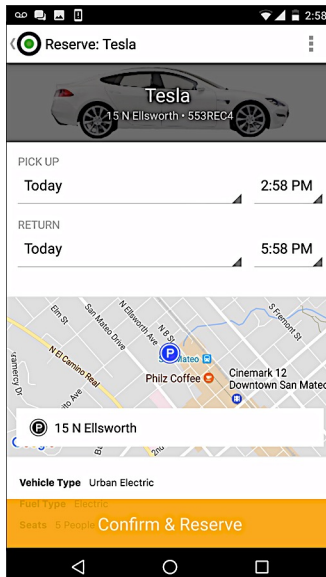 2:58
Reserve: Tesla
Tesla
15 N Ellsworth • 553REC4
PICK UP
Today
2:58 PM
RETURN
Today
5:58 PM
Elm St
San Mateo Drive
N Ellsworth Ave
N B St
S Fremont St
N El Camino Real
Philz Coffee
Cinemark 12
Downtown San Mateo
P
15 N Ellsworth
2nd
Vehicle Type Urban Electric
Fuel Type Electric
Seats 5 People
Confirm & Reserve